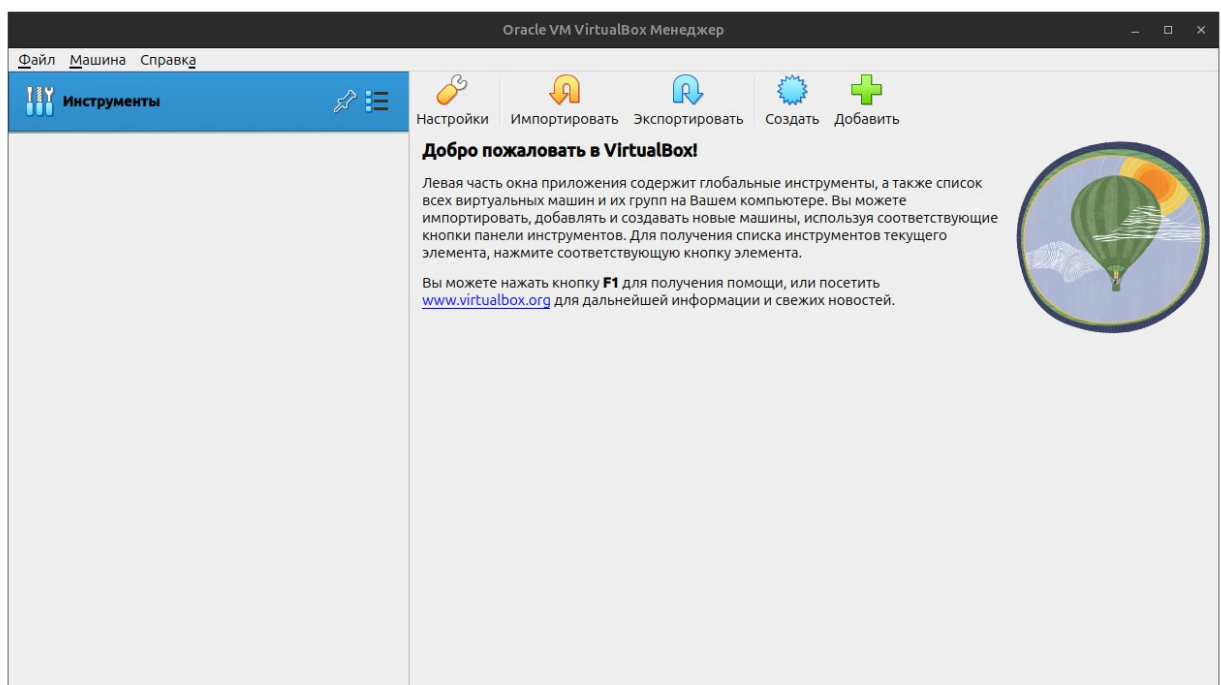 Oracle VM VirtualBox Менеджер
Файл Машина Справка
Инструменты
Настройки Импортировать Экспортировать Создать Добавить
Добро пожаловать в VirtualBox!
Левая часть окна приложения содержит глобальные инструменты, а также список
всех виртуальных машин и их групп на Вашем компьютере. Вы можете
импортировать, добавлять и создавать новые машины, используя соответствующие
кнопки панели инструментов. Для получения списка инструментов текущего
элемента, нажмите соответствующую кнопку элемента.
Вы можете нажать кнопку F1 для получения помощи, или посетить
www.virtualbox.org для дальнейшей информации и свежих новостей.